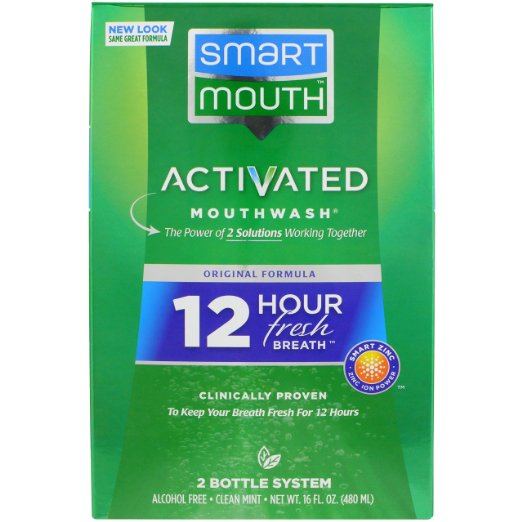 NEW LOOK
SAME GREAT FORMULA
SMART
MOUTH™
ACTIVATED
MOUTHWASH®
The Power of 2 Solutions Working Together
ORIGINAL FORMULA
12 HOUR
fresh
BREATH™
SMART ZINC
ZINC ION POWER
™
CLINICALLY PROVEN
To Keep Your Breath Fresh For 12 Hours
2 BOTTLE SYSTEM
ALCOHOL FREE • CLEAN MINT • NET WT. 16 FL. OZ. (480 ML)